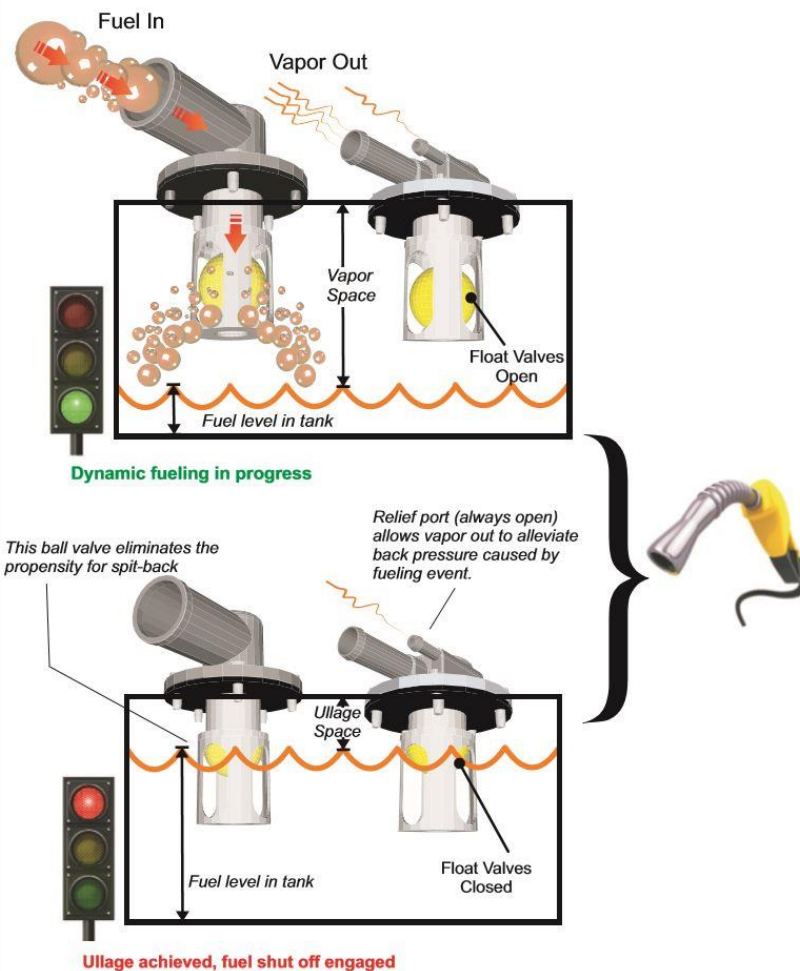 Fuel In
Vapor Out
Vapor
Space
Float Valves
Open
Fuel level in tank
Dynamic fueling in progress
Relief port (always open)
allows vapor out to alleviate
back pressure caused by
fueling event.
This ball valve eliminates the
propensity for spit-back
Ullage
Space
Fuel level in tank
Float Valves
Closed
Ullage achieved, fuel shut off engaged